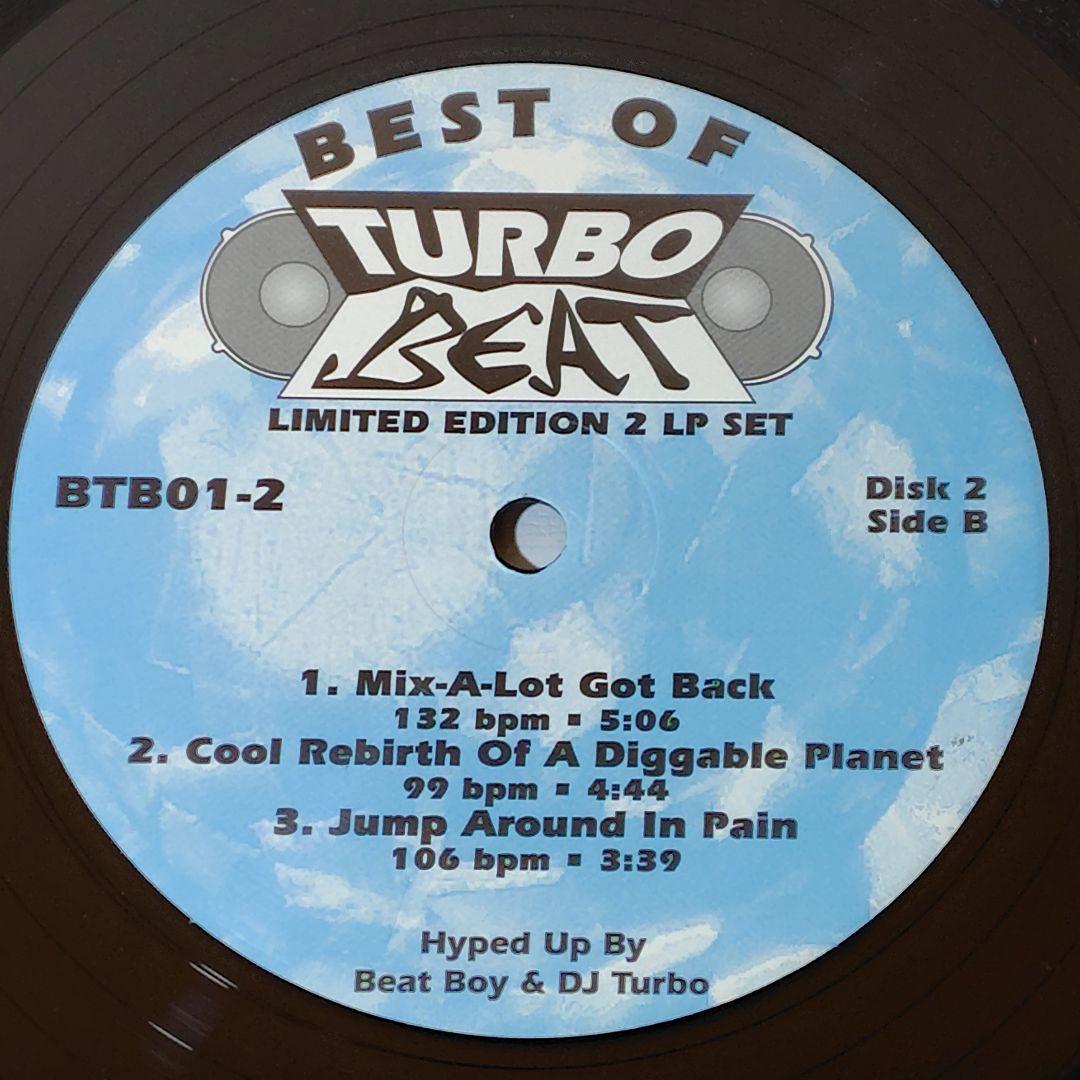 BEST OF
TURBO
BEAT
LIMITED EDITION 2 LP SET
BTB01-2
Disk 2
Side B
1. Mix-A-Lot Got Back
132 bpm ▪ 5:06
2. Cool Rebirth Of A Diggable Planet
99 bpm ▪ 4:44
3. Jump Around In Pain
106 bpm ▪ 3:39
Hyped Up By
Beat Boy & DJ Turbo